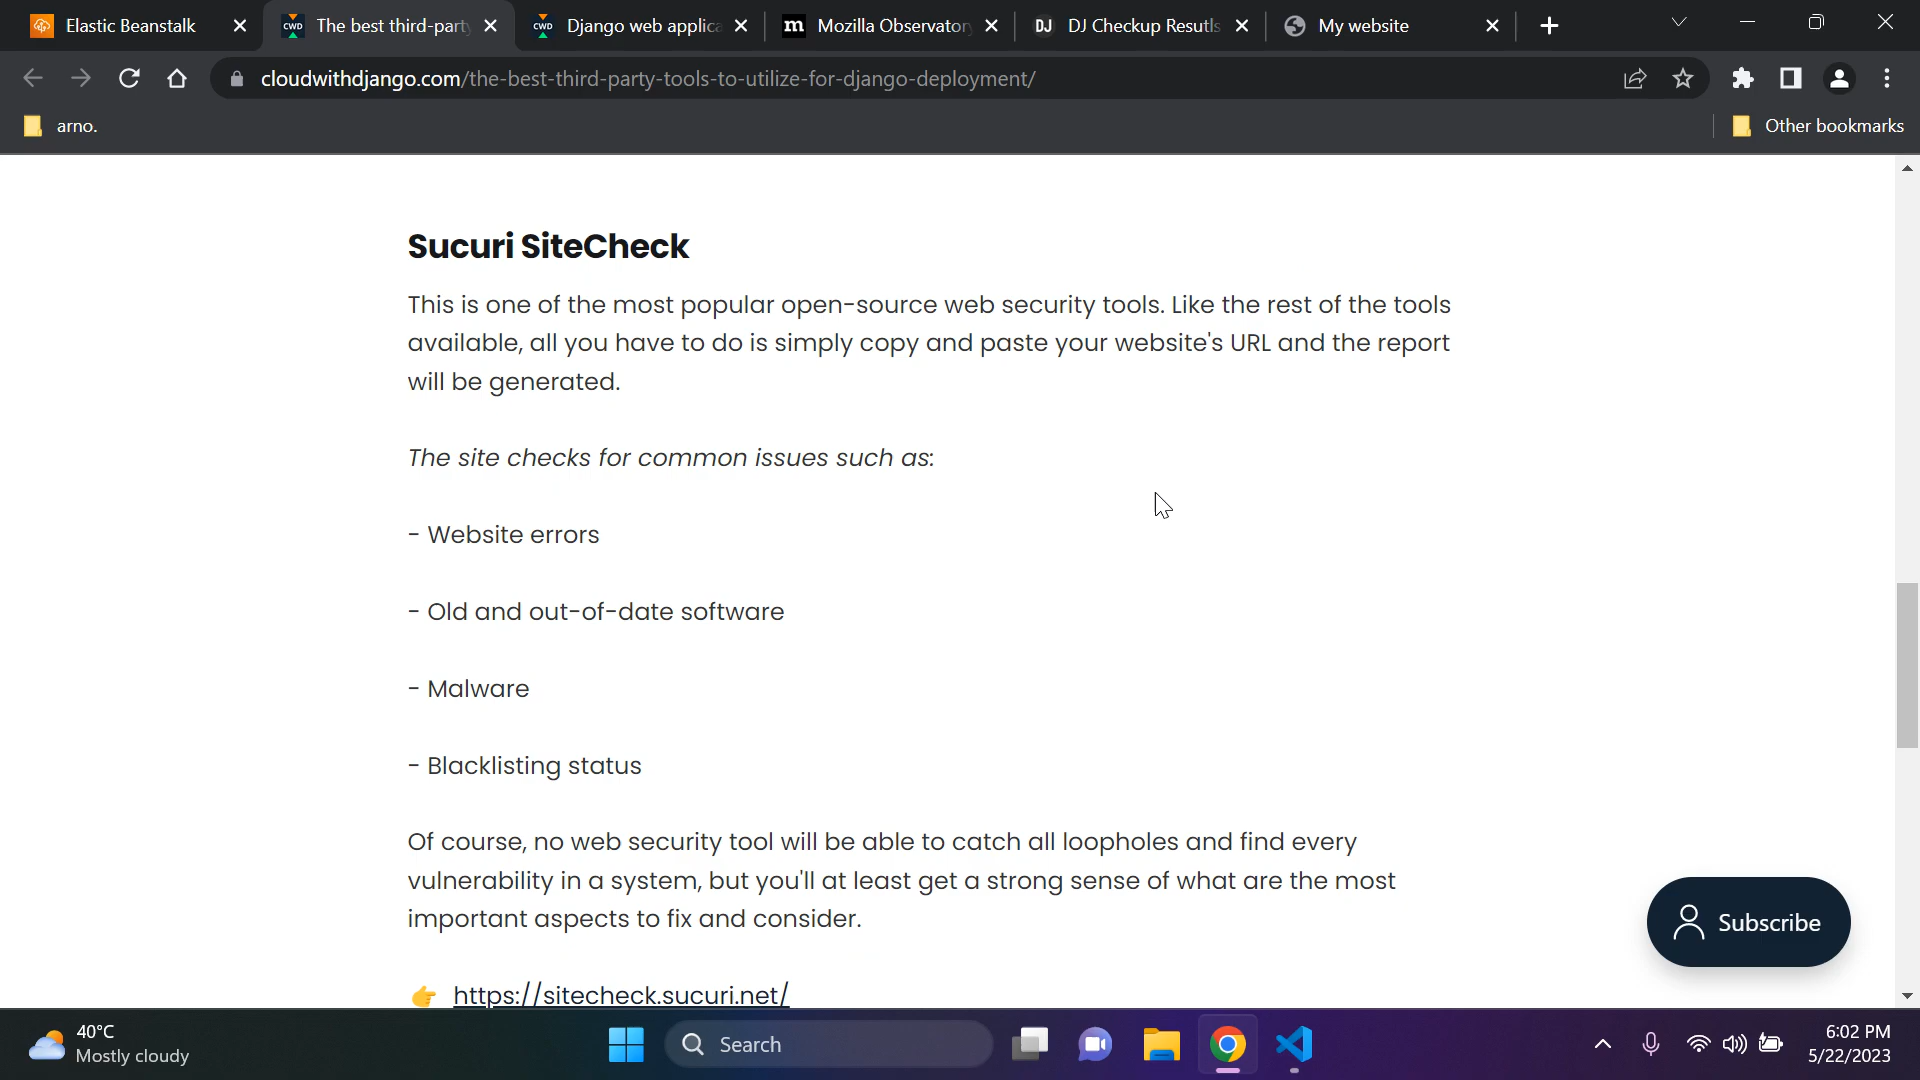 Elastic Beanstalk
The best third-part
Django web applica
Mozilla Observatory
DJ Checkup Resutls
My website
cloudwithdjango.com/the-best-third-party-tools-to-utilize-for-django-deployment/
arno.
Other bookmarks
Sucuri SiteCheck
This is one of the most popular open-source web security tools. Like the rest of the tools
available, all you have to do is simply copy and paste your website's URL and the report
will be generated.
The site checks for common issues such as:
- Website errors
- Old and out-of-date software
- Malware
- Blacklisting status
Of course, no web security tool will be able to catch all loopholes and find every
vulnerability in a system, but you'll at least get a strong sense of what are the most
important aspects to fix and consider.
👉 https://sitecheck.sucuri.net/
Subscribe
40°C
Mostly cloudy
Search
6:02 PM
5/22/2023